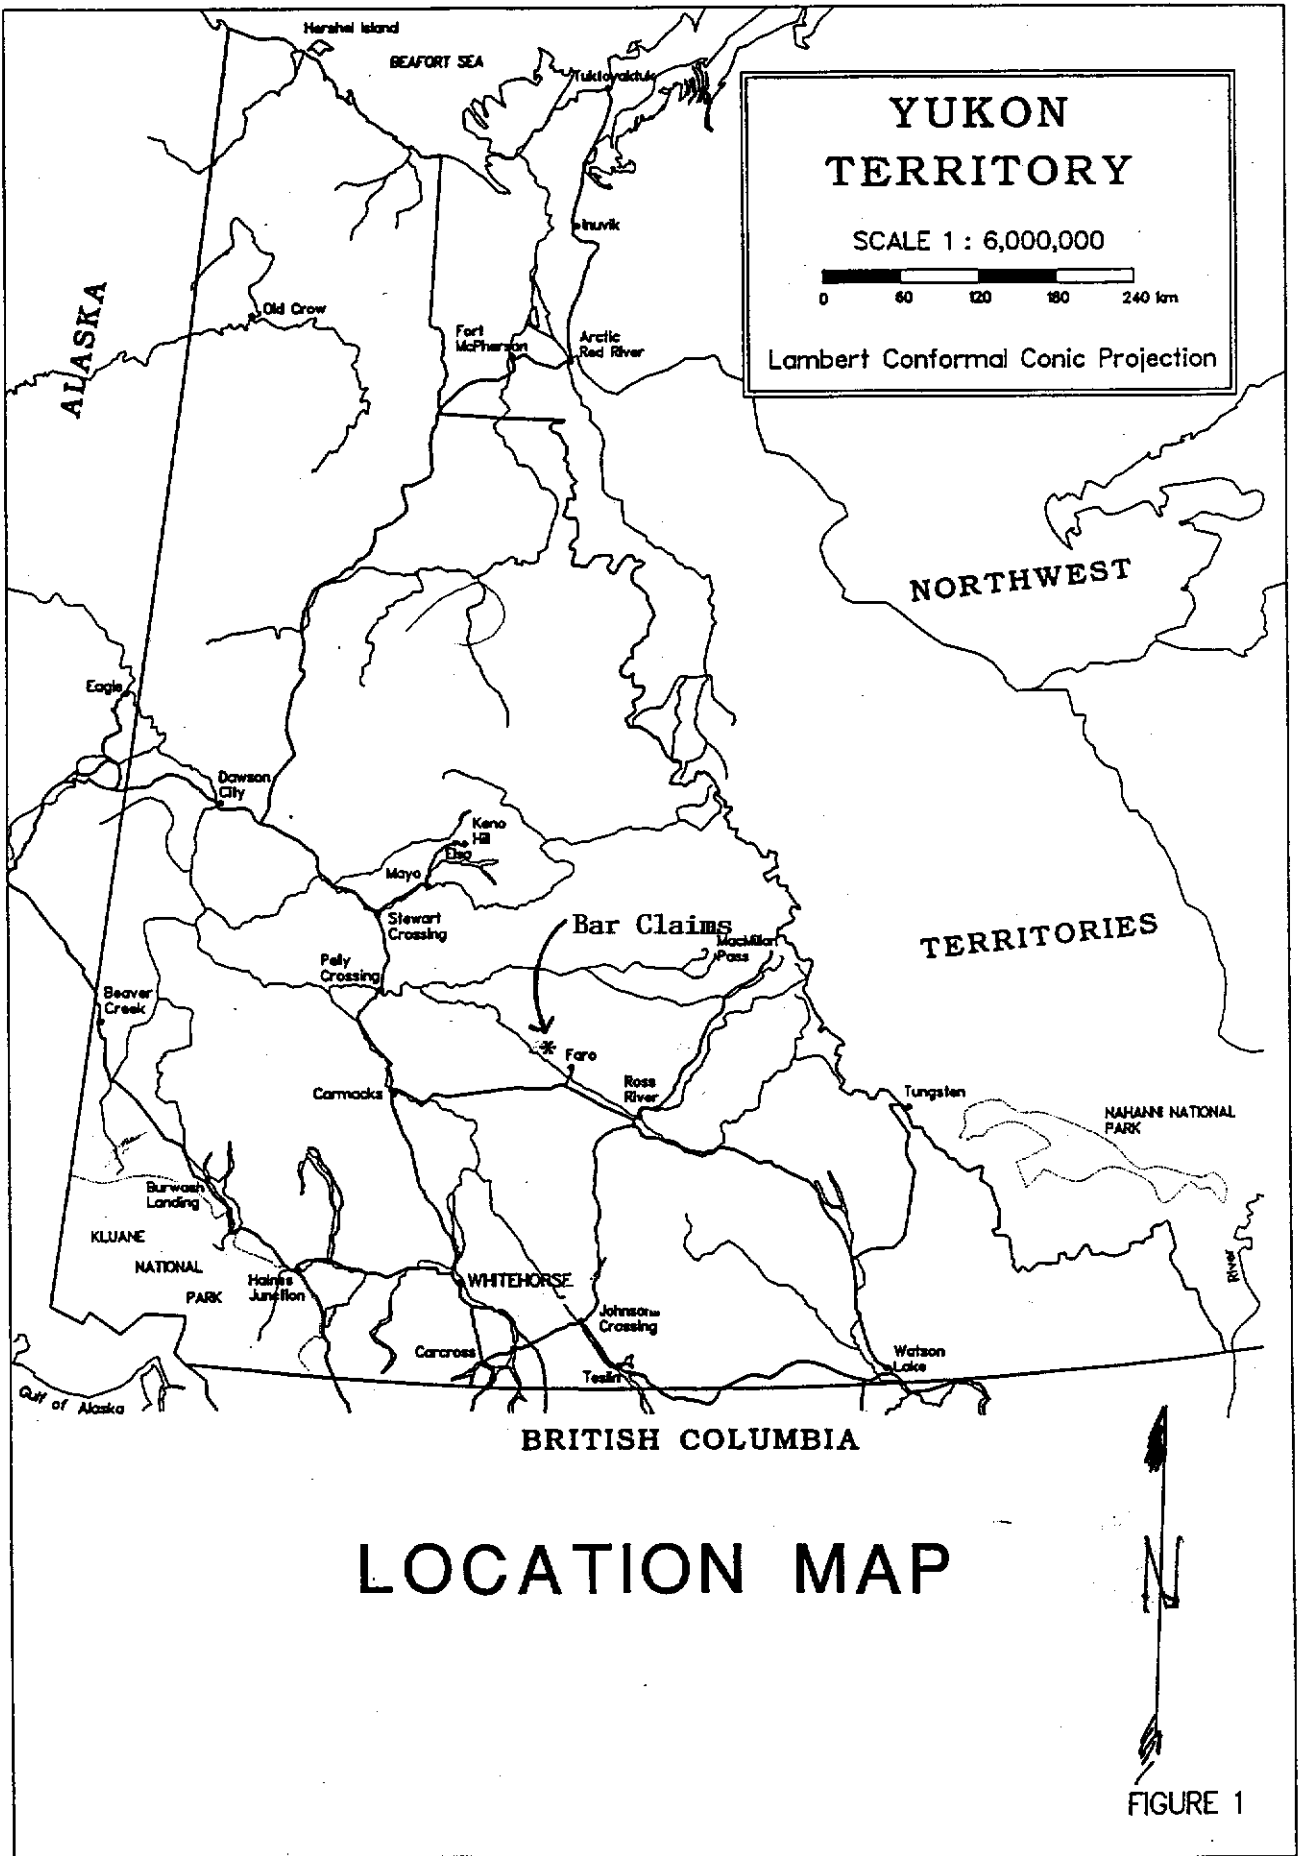 Hershel Island
BEAFORT SEA
Tuktoyaktuk
YUKON
TERRITORY
SCALE 1 : 6,000,000
0 60 120 180 240 km
Lambert Conformal Conic Projection
Inuvik
ALASKA
Old Crow
Fort
McPherson
Arctic
Red River
NORTHWEST
Eagle
Dawson
City
Keno
Hill
Elsa
Mayo
Stewart
Crossing
Bar Claims
MacMillan
Pass
TERRITORIES
Pelly
Crossing
Beaver
Creek
*
Faro
Ross
River
Carmacks
Tungsten
NAHANNI NATIONAL
PARK
Burwash
Landing
KLUANE
NATIONAL
PARK
Haines
Junction
WHITEHORSE
River
Johnsons
Crossing
Carcross
Teslin
Watson
Lake
Gulf of Alaska
BRITISH COLUMBIA
LOCATION MAP
N
FIGURE 1